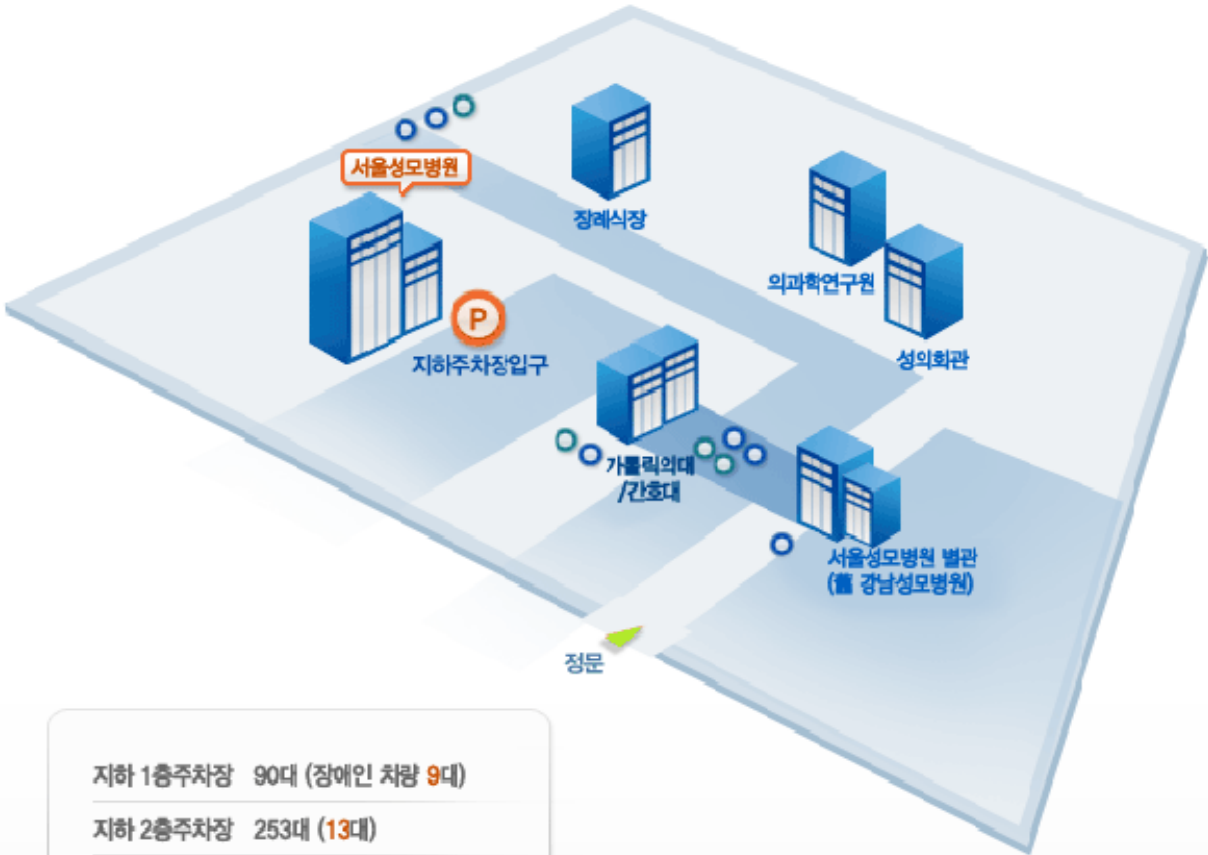 서울성모병원
장례식장
의과학연구원
P
지하주차장입구
성의회관
가톨릭의대
/간호대
서울성모병원 별관
(舊 강남성모병원)
정문
지하 1층주차장 90대 (장애인 차량 9대)
지하 2층주차장 253대 (13대)